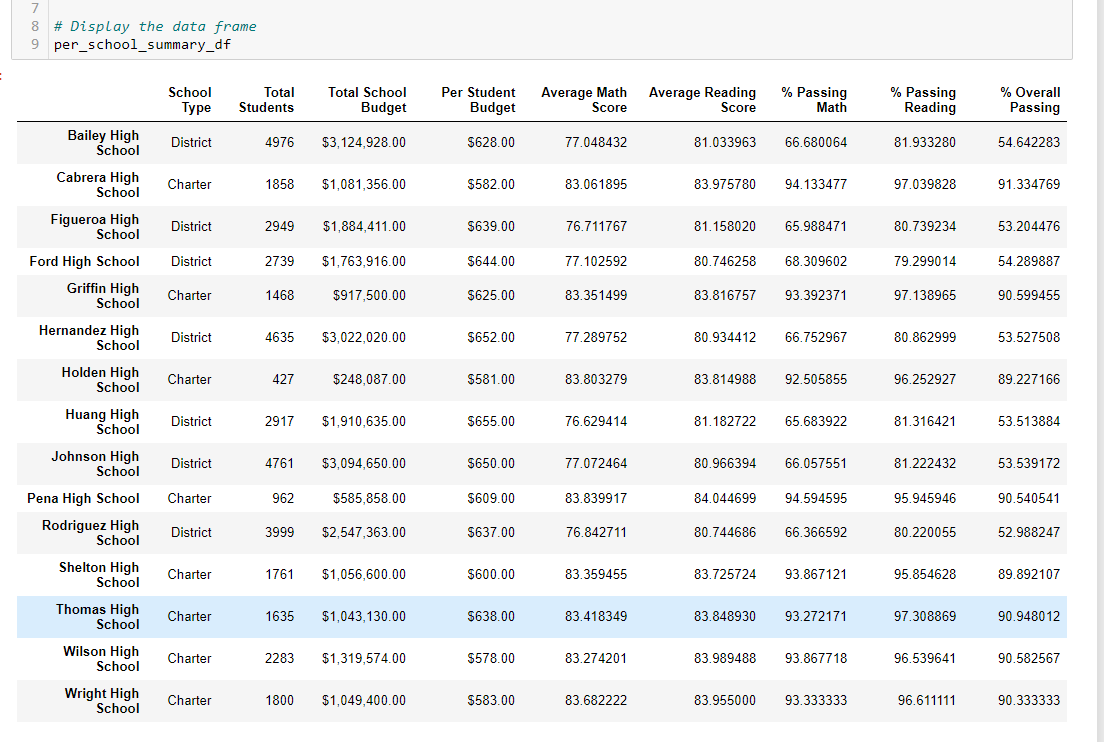 7
8 # Display the data frame
9 per_school_summary_df
School Type Total Students Total School Budget Per Student Budget Average Math Score Average Reading Score % Passing Math % Passing Reading % Overall Passing
Bailey High School District 4976 $3,124,928.00 $628.00 77.048432 81.033963 66.680064 81.933280 54.642283
Cabrera High School Charter 1858 $1,081,356.00 $582.00 83.061895 83.975780 94.133477 97.039828 91.334769
Figueroa High School District 2949 $1,884,411.00 $639.00 76.711767 81.158020 65.988471 80.739234 53.204476
Ford High School District 2739 $1,763,916.00 $644.00 77.102592 80.746258 68.309602 79.299014 54.289887
Griffin High School Charter 1468 $917,500.00 $625.00 83.351499 83.816757 93.392371 97.138965 90.599455
Hernandez High School District 4635 $3,022,020.00 $652.00 77.289752 80.934412 66.752967 80.862999 53.527508
Holden High School Charter 427 $248,087.00 $581.00 83.803279 83.814988 92.505855 96.252927 89.227166
Huang High School District 2917 $1,910,635.00 $655.00 76.629414 81.182722 65.683922 81.316421 53.513884
Johnson High School District 4761 $3,094,650.00 $650.00 77.072464 80.966394 66.057551 81.222432 53.539172
Pena High School Charter 962 $585,858.00 $609.00 83.839917 84.044699 94.594595 95.945946 90.540541
Rodriguez High School District 3999 $2,547,363.00 $637.00 76.842711 80.744686 66.366592 80.220055 52.988247
Shelton High School Charter 1761 $1,056,600.00 $600.00 83.359455 83.725724 93.867121 95.854628 89.892107
Thomas High School Charter 1635 $1,043,130.00 $638.00 83.418349 83.848930 93.272171 97.308869 90.948012
Wilson High School Charter 2283 $1,319,574.00 $578.00 83.274201 83.989488 93.867718 96.539641 90.582567
Wright High School Charter 1800 $1,049,400.00 $583.00 83.682222 83.955000 93.333333 96.611111 90.333333